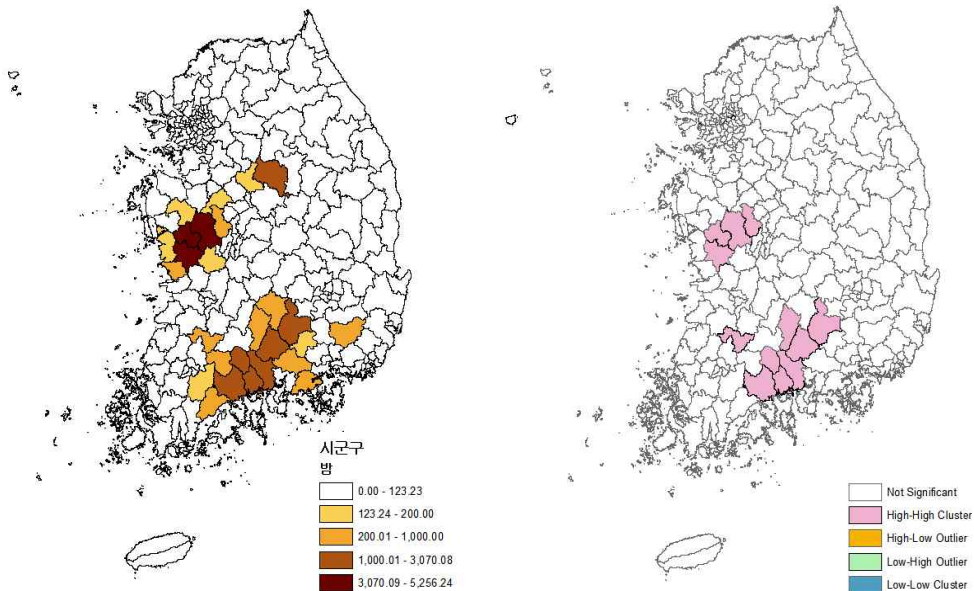 시군구
밤
0.00 - 123.23
123.24 - 200.00
200.01 - 1,000.00
1,000.01 - 3,070.08
3,070.09 - 5,256.24
Not Significant
High-High Cluster
High-Low Outlier
Low-High Outlier
Low-Low Cluster